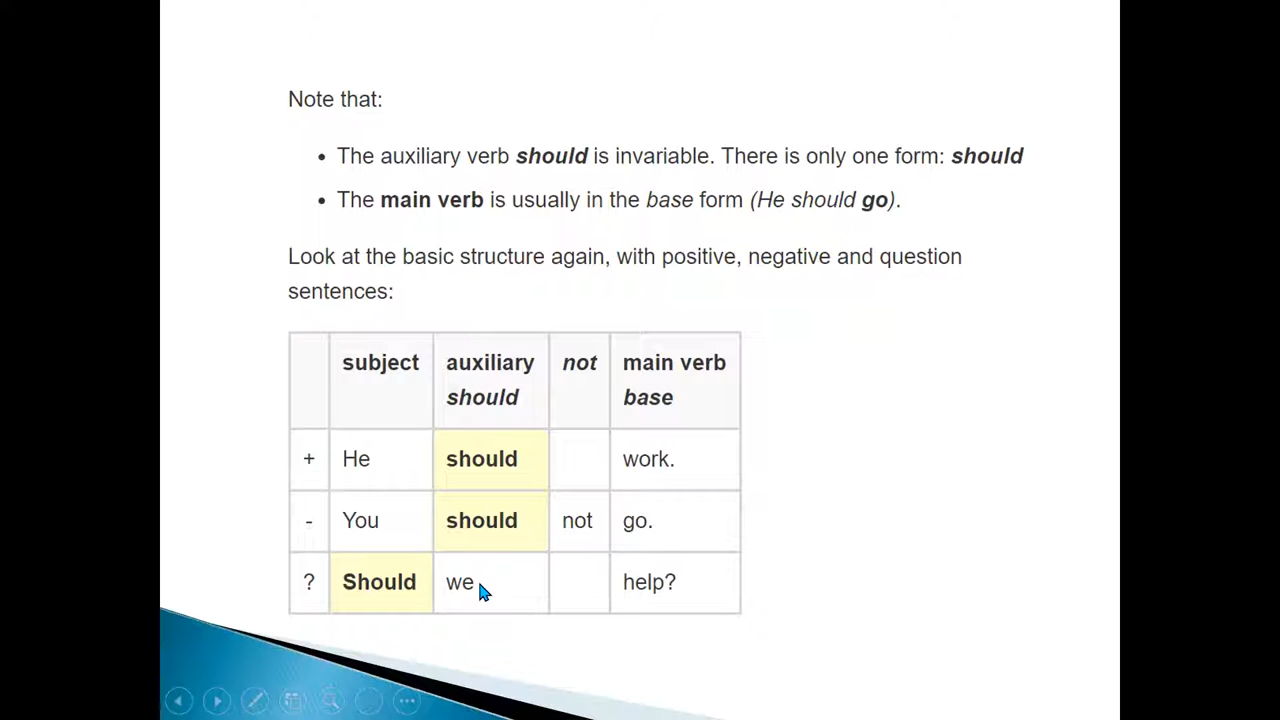 Note that:
• The auxiliary verb should is invariable. There is only one form: should
• The main verb is usually in the base form (He should go).
Look at the basic structure again, with positive, negative and question
sentences:
subject auxiliary not main verb
should base
+ He should work.
- You should not go.
? Should we help?